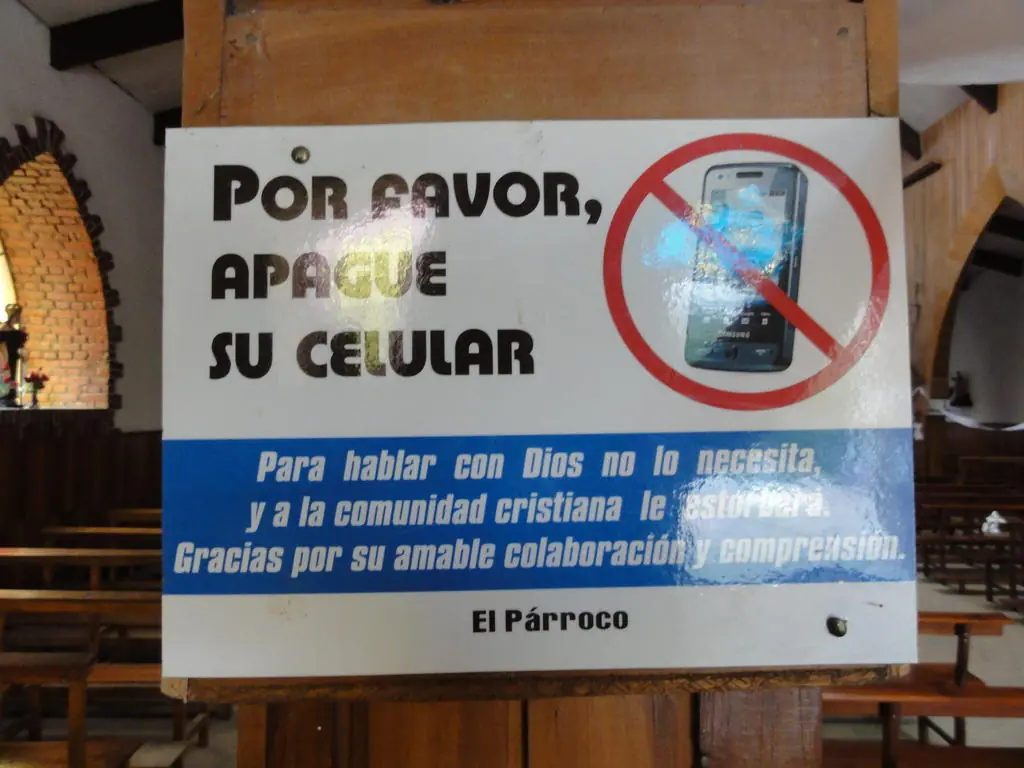 POR FAVOR,
APAGUE
SU CELULAR
SAMSUNG
Para hablar con Dios no lo necesita,
y a la comunidad cristiana le estorbará.
Gracias por su amable colaboración y comprensión.
El Párroco